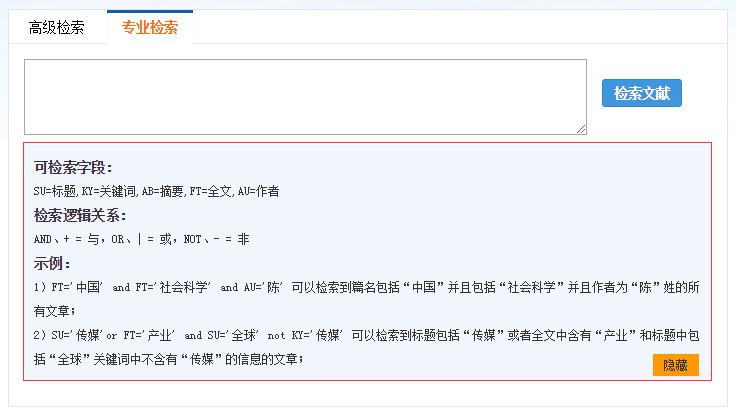 高级检索 专业检索
检索文献
可检索字段：
SU=标题,KY=关键词,AB=摘要,FT=全文,AU=作者
检索逻辑关系：
AND、+ = 与，OR、| = 或，NOT、- = 非
示例：
1）FT='中国' and FT='社会科学' and AU='陈' 可以检索到篇名包括“中国”并且包括“社会科学”并且作者为“陈”姓的所
有文章；
2）SU='传媒'or FT='产业' and SU='全球' not KY='传媒' 可以检索到标题包括“传媒”或者全文中含有“产业”和标题中包
括“全球”关键词中不含有“传媒”的信息的文章；
隐藏